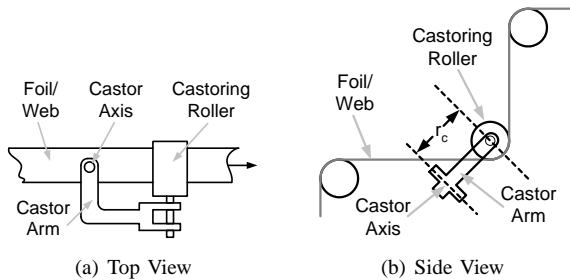 Foil/
Web
Castor
Axis
Castoring
Roller
Castor
Arm
(a) Top View
Foil/
Web
Castoring
Roller
r_c
Castor
Axis
Castor
Arm
(b) Side View